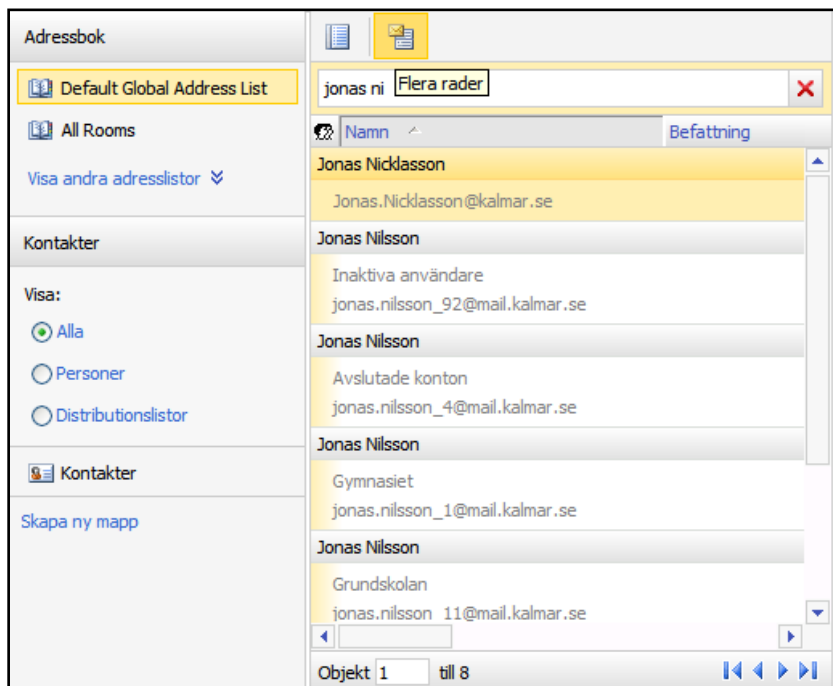 Adressbok
Default Global Address List
All Rooms
Visa andra adresslistor
Kontakter
Visa:
Alla
Personer
Distributionslistor
Kontakter
Skapa ny mapp
jonas ni
Flera rader
Namn
Befattning
Jonas Nicklasson
Jonas.Nicklasson@kalmar.se
Jonas Nilsson
Inaktiva användare
jonas.nilsson_92@mail.kalmar.se
Jonas Nilsson
Avslutade konton
jonas.nilsson_4@mail.kalmar.se
Jonas Nilsson
Gymnasiet
jonas.nilsson_1@mail.kalmar.se
Jonas Nilsson
Grundskolan
jonas.nilsson_11@mail.kalmar.se
Objekt 1 till 8